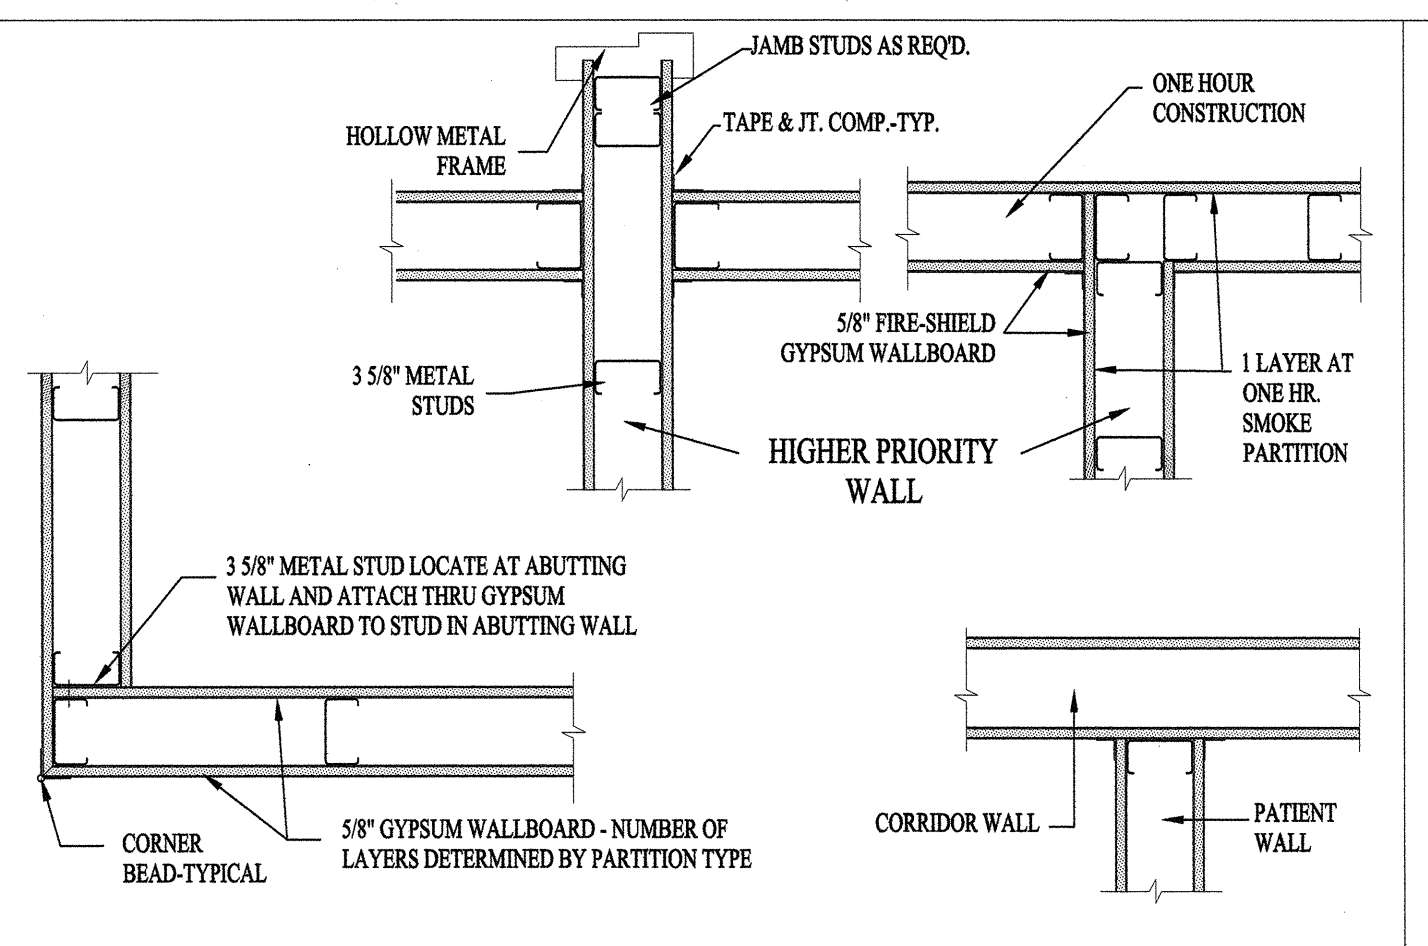 JAMB STUDS AS REQ'D.
HOLLOW METAL
FRAME
TAPE & JT. COMP.-TYP.
ONE HOUR
CONSTRUCTION
5/8" FIRE-SHIELD
GYPSUM WALLBOARD
3 5/8" METAL
STUDS
HIGHER PRIORITY
WALL
1 LAYER AT
ONE HR.
SMOKE
PARTITION
3 5/8" METAL STUD LOCATE AT ABUTTING
WALL AND ATTACH THRU GYPSUM
WALLBOARD TO STUD IN ABUTTING WALL
CORNER
BEAD-TYPICAL
5/8" GYPSUM WALLBOARD - NUMBER OF
LAYERS DETERMINED BY PARTITION TYPE
CORRIDOR WALL
PATIENT
WALL